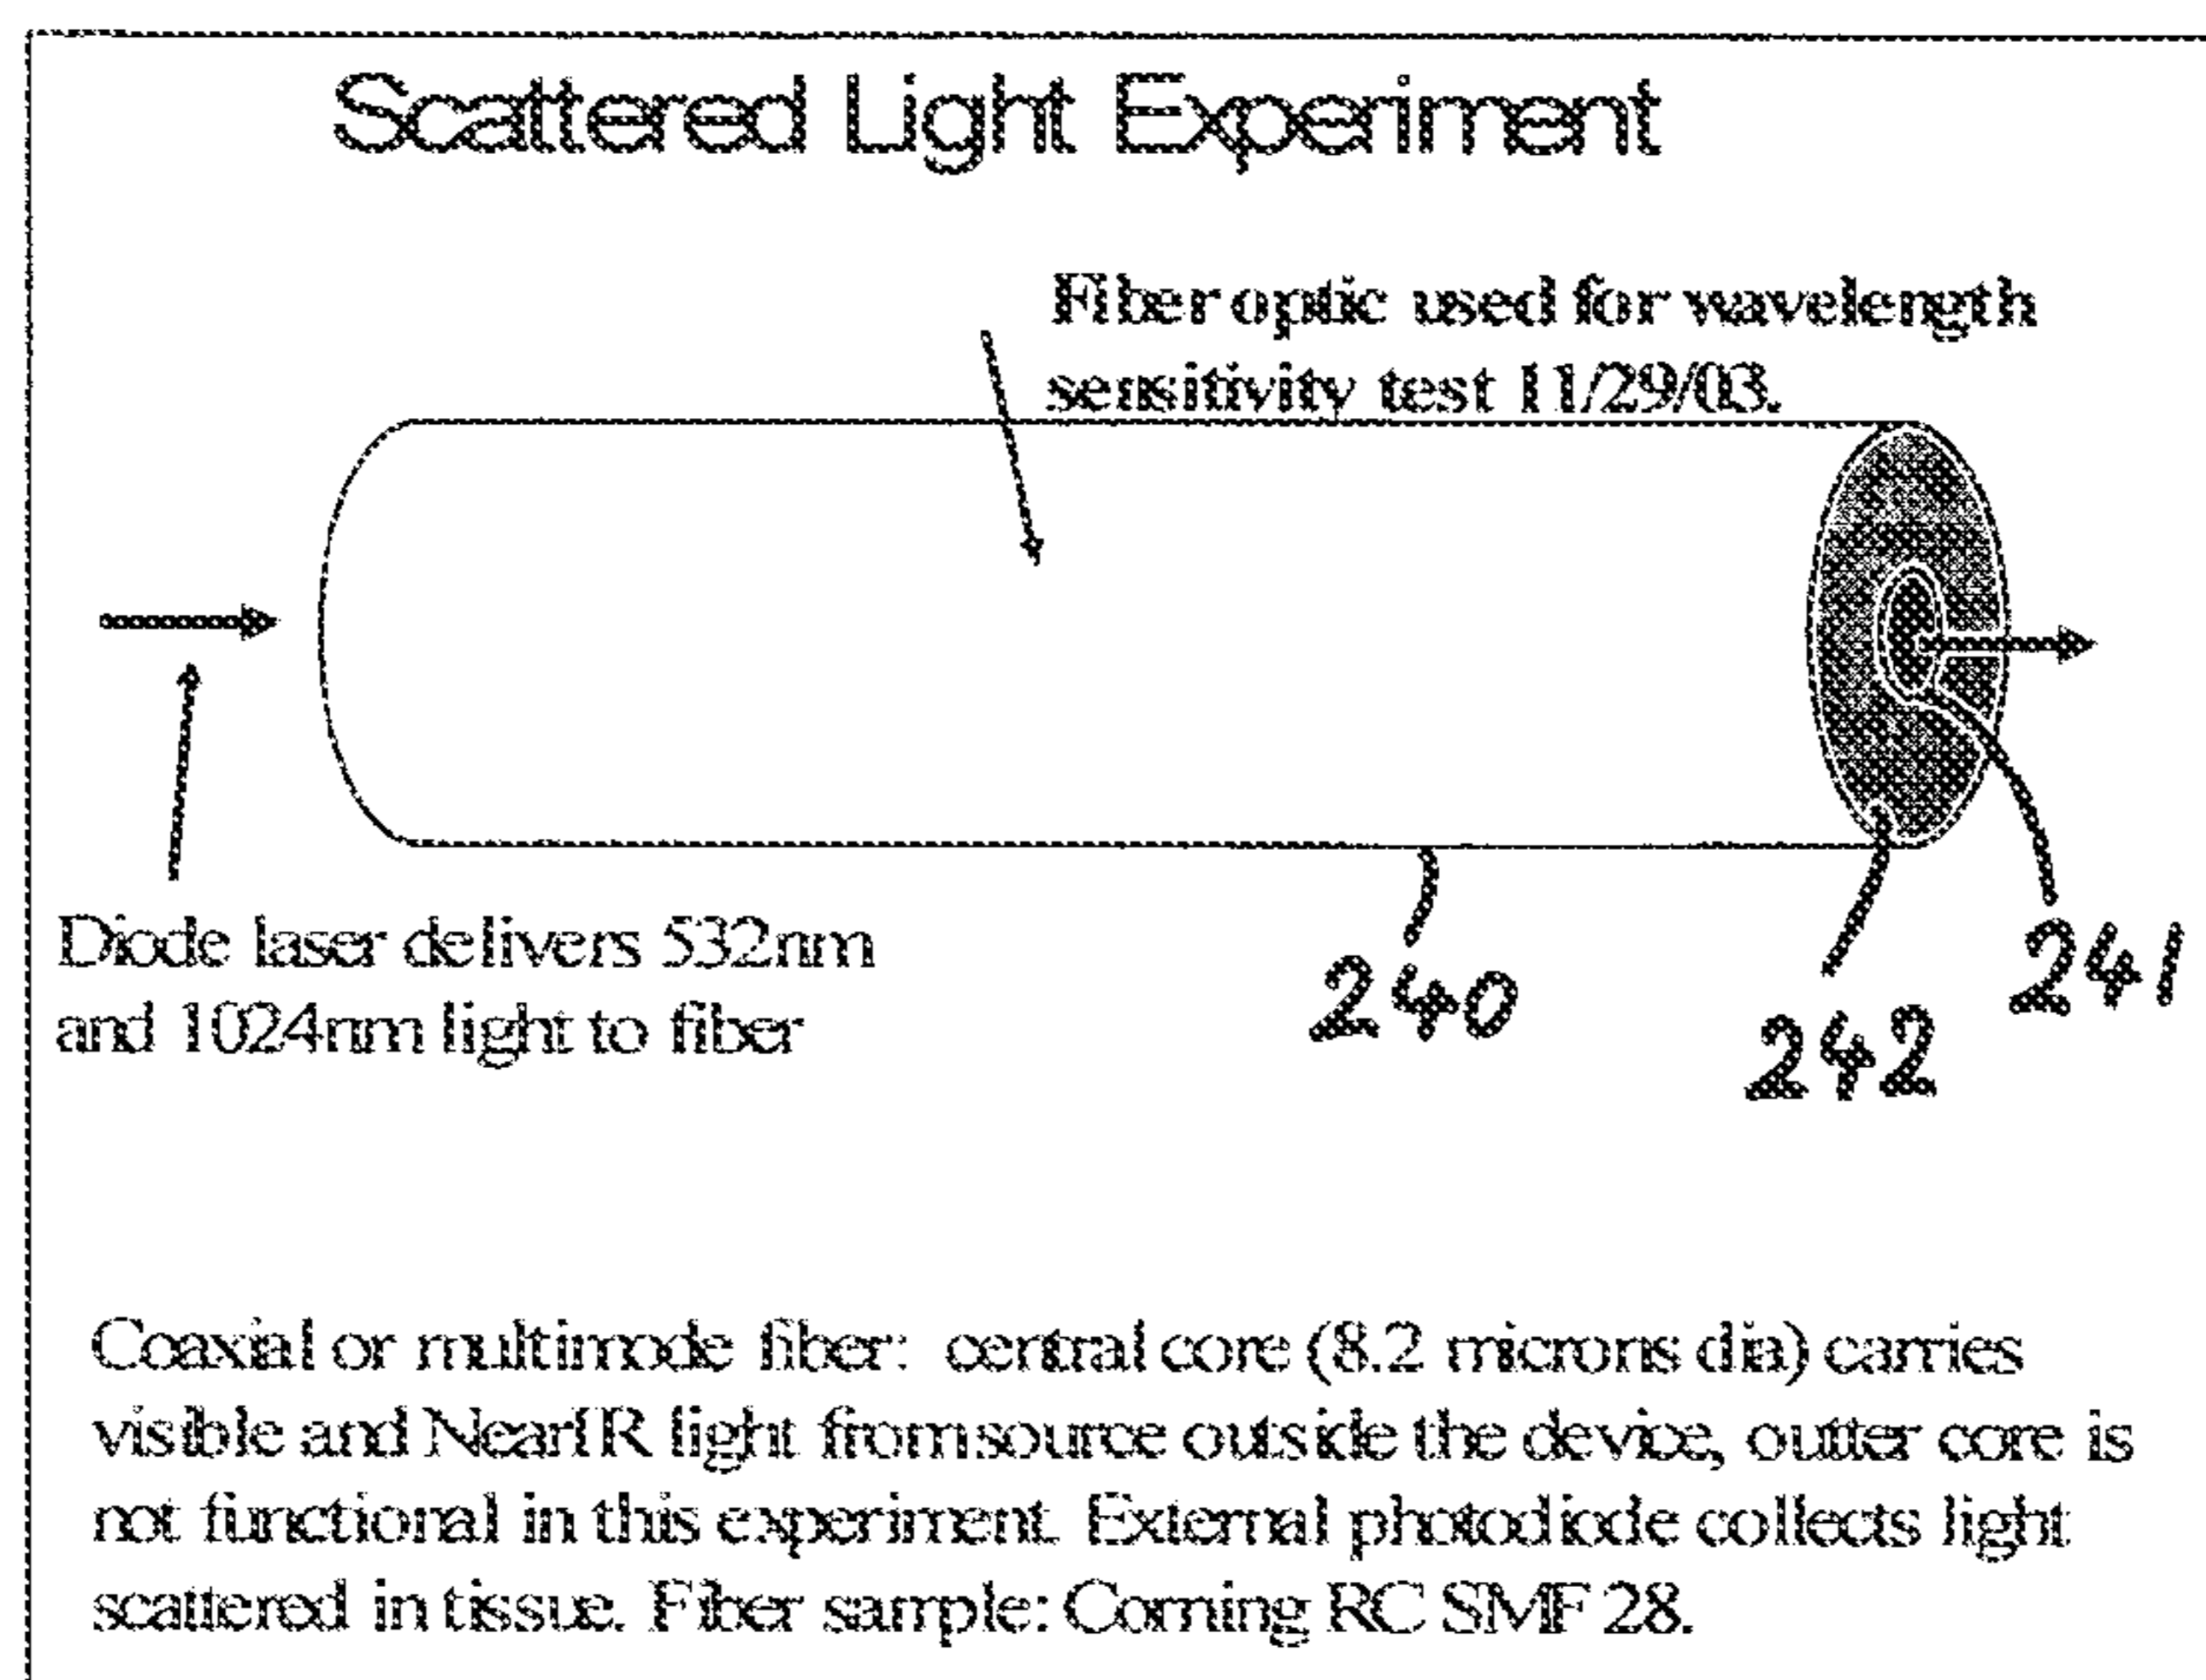 Scattered Light Experiment
Fiber optic used for wavelength
sensitivity test 11/29/03.
Diode laser delivers 532nm
and 1024nm light to fiber
240
242
241
Coaxial or multimode fiber: central core (8.2 microns dia) carries
visible and NearIR light from source outside the device, outter core is
not functional in this experiment. External photodiode collects light
scattered in tissue. Fiber sample: Corning RC SMF 28.